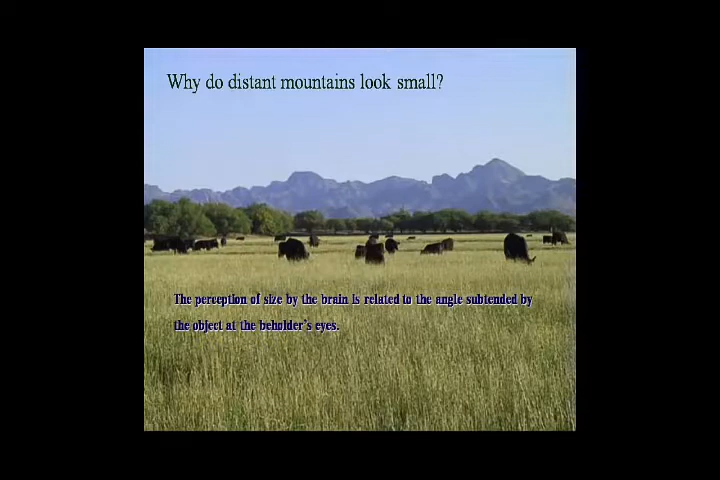 Why do distant mountains look small?
The perception of size by the brain is related to the angle subtended by
the object at the beholder's eyes.